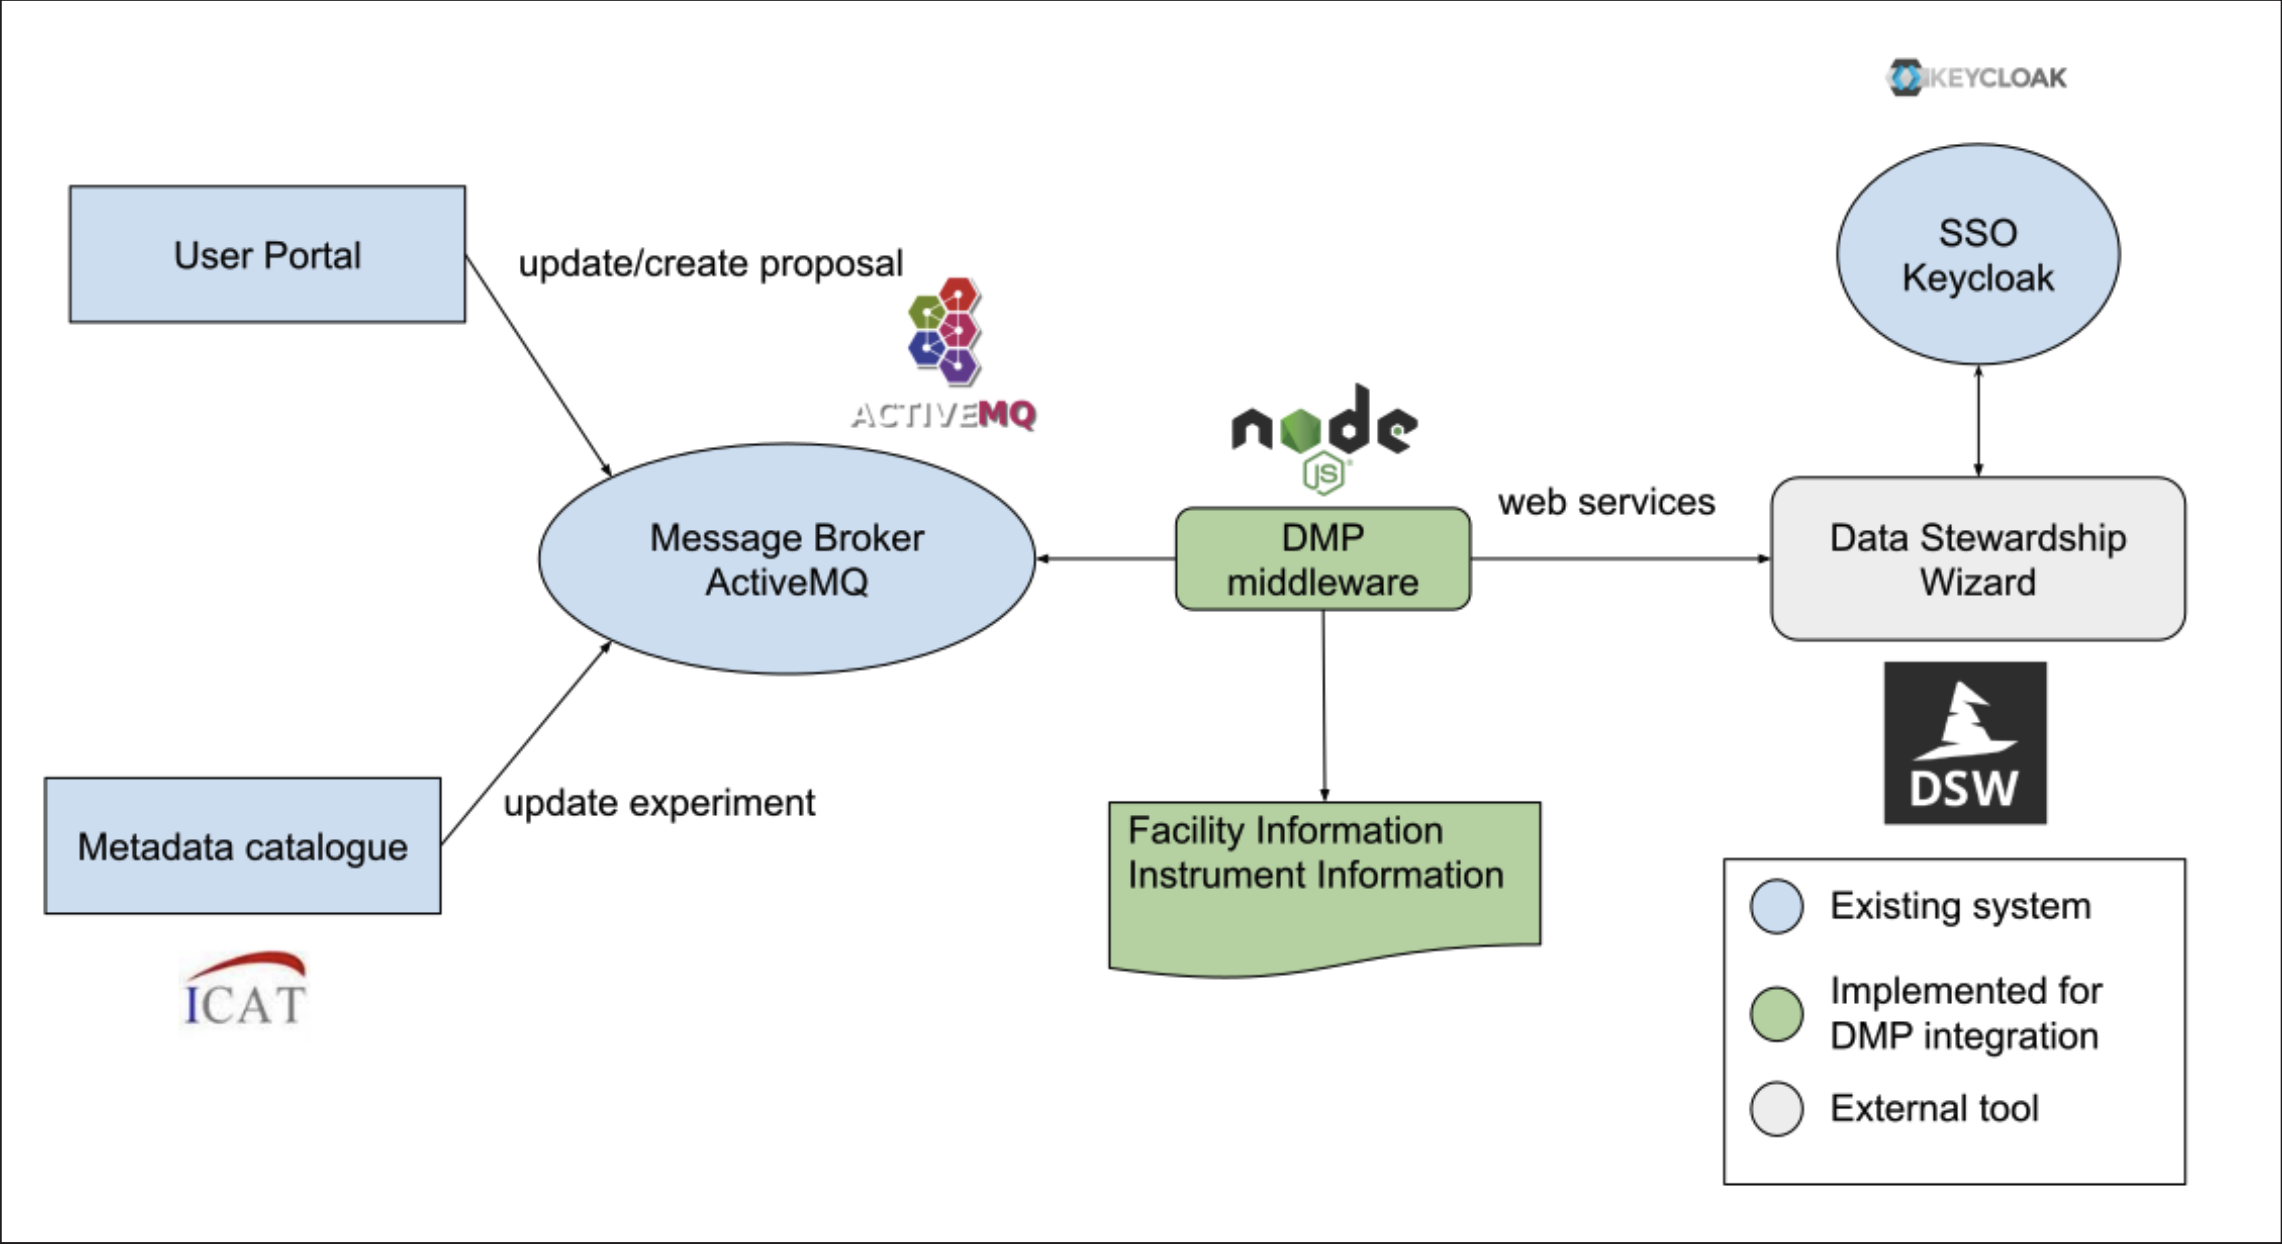 KEYCLOAK
SSO
Keycloak
User Portal
update/create proposal
ACTIVEMQ
node
JS
Message Broker
ActiveMQ
DMP
middleware
web services
Data Stewardship
Wizard
DSW
Metadata catalogue
update experiment
ICAT
Facility Information
Instrument Information
Existing system
Implemented for
DMP integration
External tool